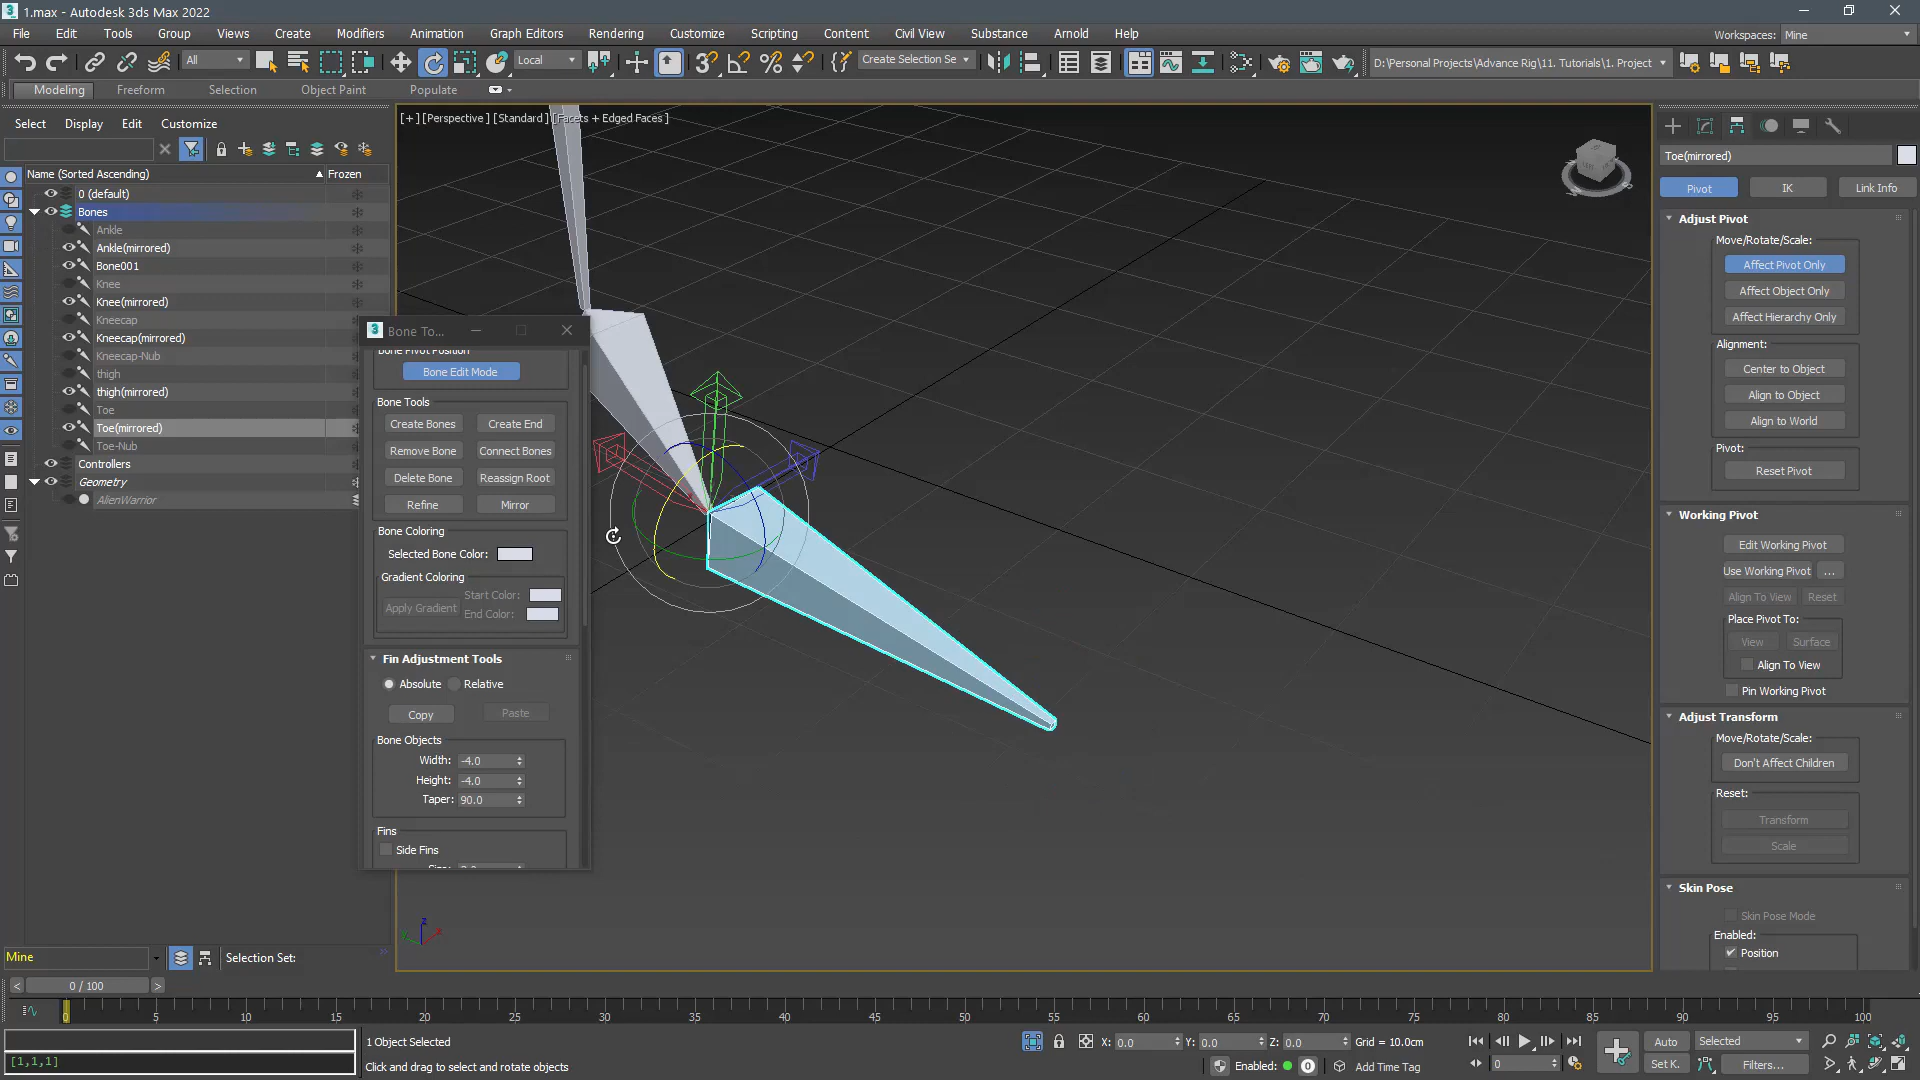 1.max - Autodesk 3ds Max 2022
File Edit Tools Group Views Create Modifiers Animation Graph Editors Rendering Customize Scripting Content Civil View Substance Arnold Help
Workspaces: Mine
All
Local
Create Selection Se
D:\Personal Projects\Advance Rig\11. Tutorials\1. Project
Modeling Freeform Selection Object Paint Populate
Select Display Edit Customize
Name (Sorted Ascending) Frozen
0 (default)
Bones
Ankle
Ankle(mirrored)
Bone001
Knee
Knee(mirrored)
Kneecap
Kneecap(mirrored)
Kneecap-Nub
thigh
thigh(mirrored)
Toe
Toe(mirrored)
Toe-Nub
Controllers
Geometry
AlienWarrior
[+] [Perspective] [Standard] [Facets + Edged Faces]
Bone To...
Bone Pivot Position
Bone Edit Mode
Bone Tools
Create Bones Create End
Remove Bone Connect Bones
Delete Bone Reassign Root
Refine Mirror
Bone Coloring
Selected Bone Color:
Gradient Coloring
Apply Gradient
Start Color:
End Color:
Fin Adjustment Tools
Absolute Relative
Copy Paste
Bone Objects
Width: -4.0
Height: -4.0
Taper: 90.0
Fins
Side Fins
Toe(mirrored)
Pivot IK Link Info
Adjust Pivot
Move/Rotate/Scale:
Affect Pivot Only
Affect Object Only
Affect Hierarchy Only
Alignment:
Center to Object
Align to Object
Align to World
Pivot:
Reset Pivot
Working Pivot
Edit Working Pivot
Use Working Pivot ...
Align To View Reset
Place Pivot To:
View Surface
Align To View
Pin Working Pivot
Adjust Transform
Move/Rotate/Scale:
Don't Affect Children
Reset:
Transform
Scale
Skin Pose
Skin Pose Mode
Enabled:
Position
z
x
Mine
Selection Set:
< 0 / 100 >
0 5 10 15 20 25 30 35 40 45 50 55 60 65 70 75 80 85 90 95 100
[1,1,1]
1 Object Selected
Click and drag to select and rotate objects
X: 0.0 Y: 0.0 Z: 0.0 Grid = 10.0cm
Enabled: 0 Add Time Tag
0
Auto Selected
Set K. Filters...